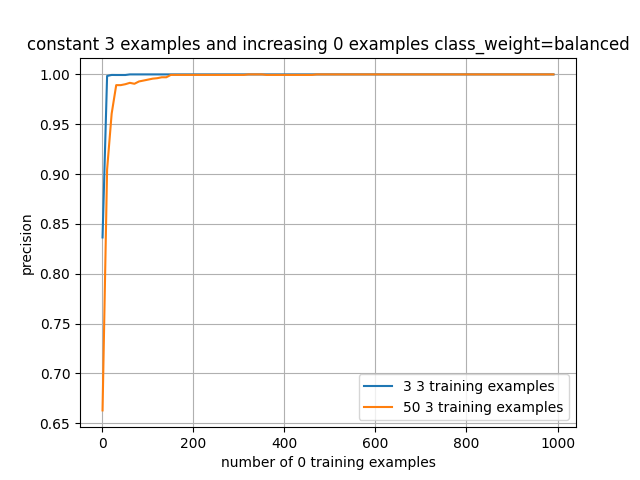 constant 3 examples and increasing 0 examples class_weight=balanced
1.00
0.95
0.90
0.85
0.80
0.75
0.70
0.65
precision
3 3 training examples
50 3 training examples
0 200 400 600 800 1000
number of 0 training examples